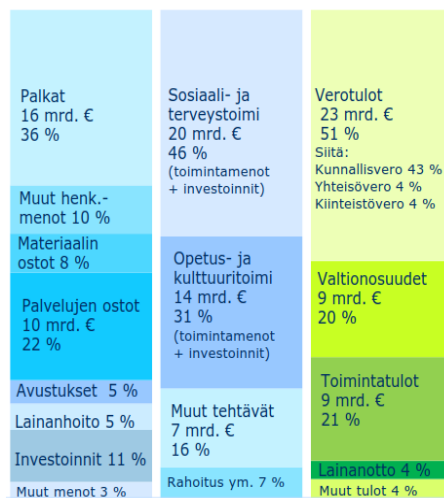 Palkat
16 mrd. €
36 %
Muut henk.-
menot 10 %
Materiaalin
ostot 8 %
Palvelujen ostot
10 mrd. €
22 %
Avustukset 5 %
Lainanhoito 5 %
Investoinnit 11 %
Muut menot 3 %
Sosiaali- ja
terveystoimi
20 mrd. €
46 %
(toimintamenot
+ investoinnit)
Opetus- ja
kulttuuritoimi
14 mrd. €
31 %
(toimintamenot
+ investoinnit)
Muut tehtävät
7 mrd. €
16 %
Rahoitus ym. 7 %
Verotulot
23 mrd. €
51 %
Siitä:
Kunnallisvero 43 %
Yhteisövero 4 %
Kiinteistövero 4 %
Valtionosuudet
9 mrd. €
20 %
Toimintatulot
9 mrd. €
21 %
Lainanotto 4 %
Muut tulot 4 %